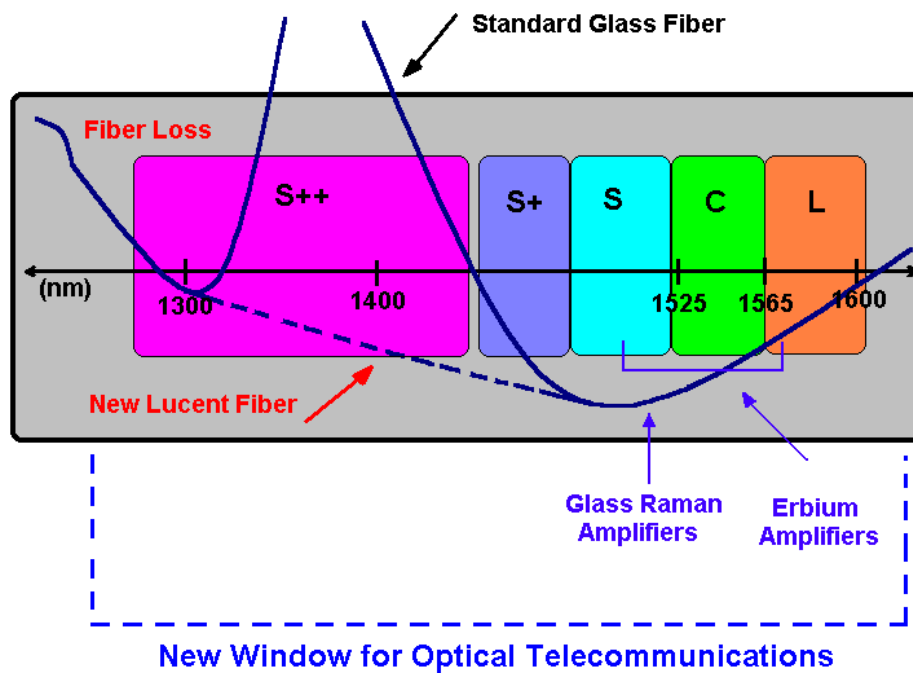 Standard Glass Fiber
Fiber Loss
S++
S+
S
C
L
(nm)
1300
1400
1525
1565
1600
New Lucent Fiber
Glass Raman
Amplifiers
Erbium
Amplifiers
New Window for Optical Telecommunications